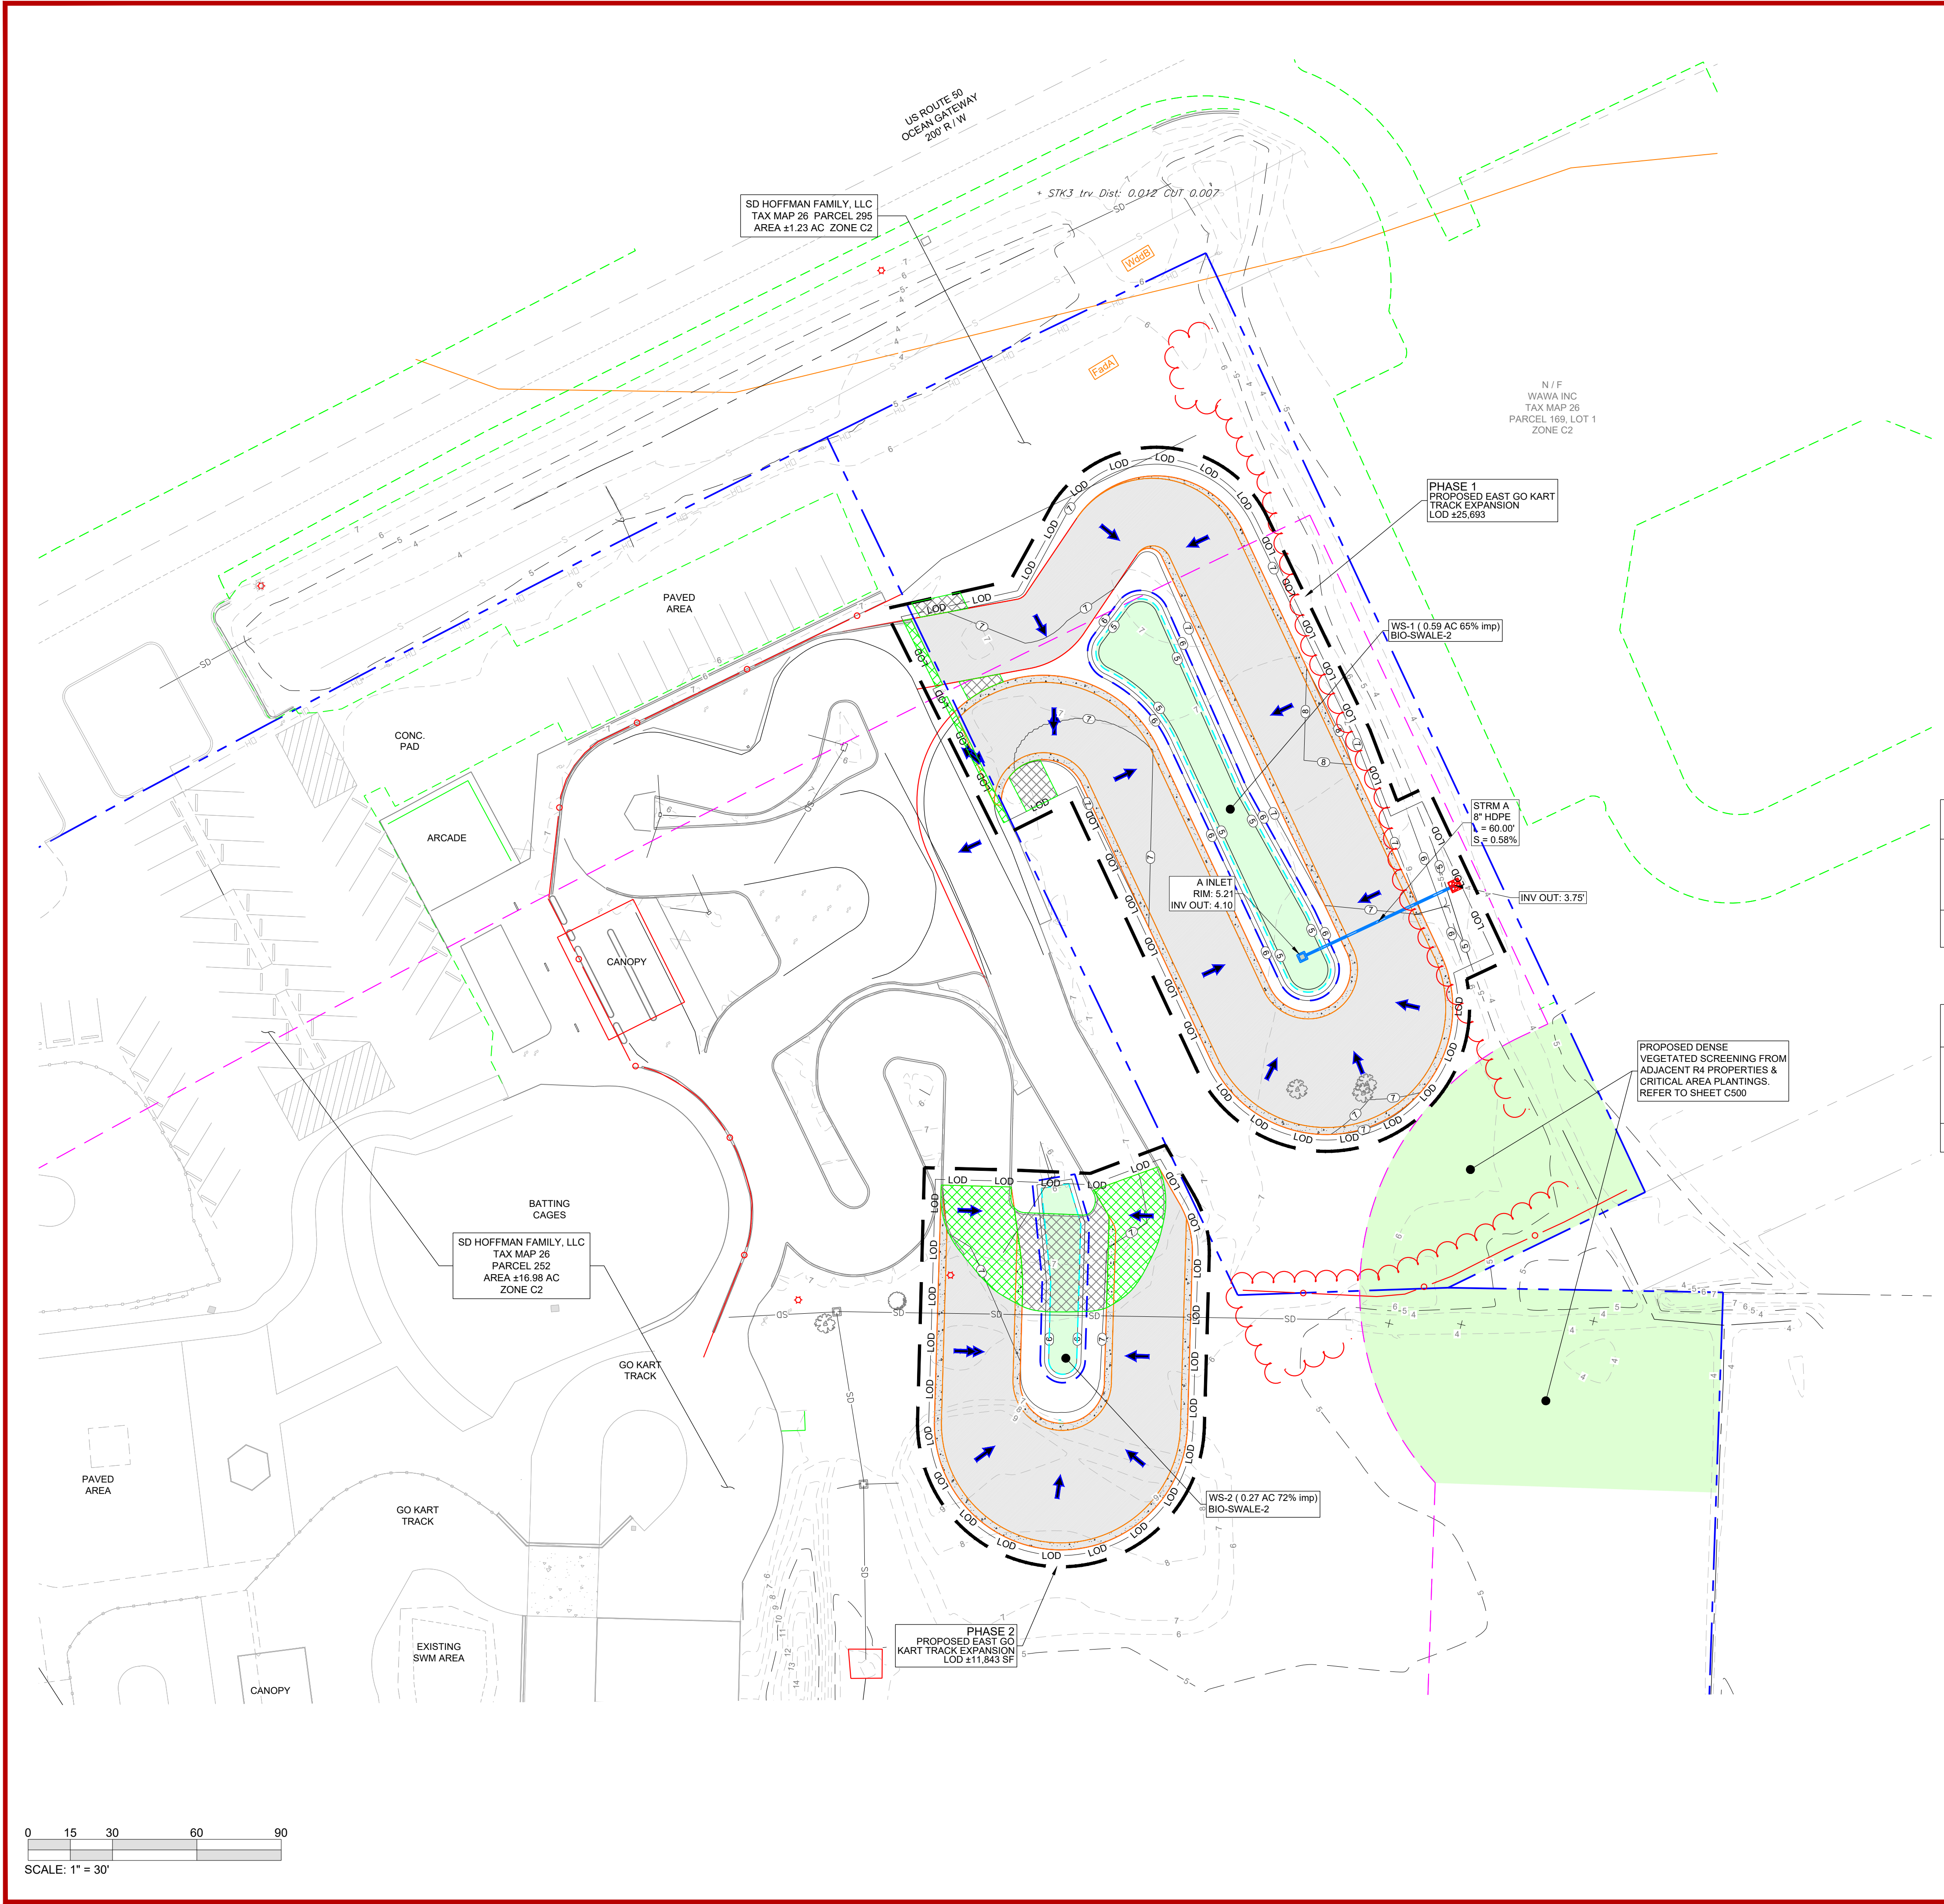 US ROUTE 50
OCEAN GATEWAY
200' R / W
+ STK3 trv Dist: 0.012 CUT 0.007
SD HOFFMAN FAMILY, LLC
TAX MAP 26 PARCEL 295
AREA ±1.23 AC ZONE C2
WddB
FadA
N / F
WAWA INC
TAX MAP 26
PARCEL 169, LOT 1
ZONE C2
PHASE 1
PROPOSED EAST GO KART
TRACK EXPANSION
LOD ±25,693
PAVED
AREA
WS-1 ( 0.59 AC 65% imp)
BIO-SWALE-2
CONC.
PAD
ARCADE
STRM A
8" HDPE
L = 60.00'
S = 0.58%
A INLET
RIM: 5.21
INV OUT: 4.10
INV OUT: 3.75'
CANOPY
PROPOSED DENSE
VEGETATED SCREENING FROM
ADJACENT R4 PROPERTIES &
CRITICAL AREA PLANTINGS.
REFER TO SHEET C500
BATTING
CAGES
SD HOFFMAN FAMILY, LLC
TAX MAP 26
PARCEL 252
AREA ±16.98 AC
ZONE C2
GO KART
TRACK
PAVED
AREA
GO KART
TRACK
WS-2 ( 0.27 AC 72% imp)
BIO-SWALE-2
PHASE 2
PROPOSED EAST GO
KART TRACK EXPANSION
LOD ±11,843 SF
EXISTING
SWM AREA
CANOPY
0 15 30 60 90
SCALE: 1" = 30'